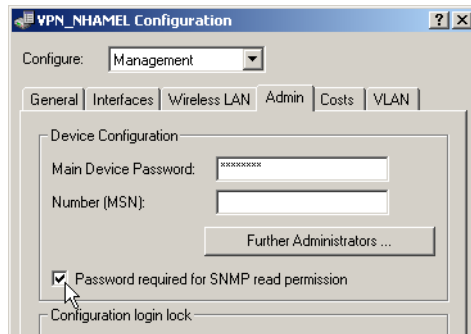 VPN_NHAMEL Configuration
Configure: Management
General Interfaces Wireless LAN Admin Costs VLAN
Device Configuration
Main Device Password: ********
Number (MSN):
Further Administrators ...
Password required for SNMP read permission
Configuration login lock